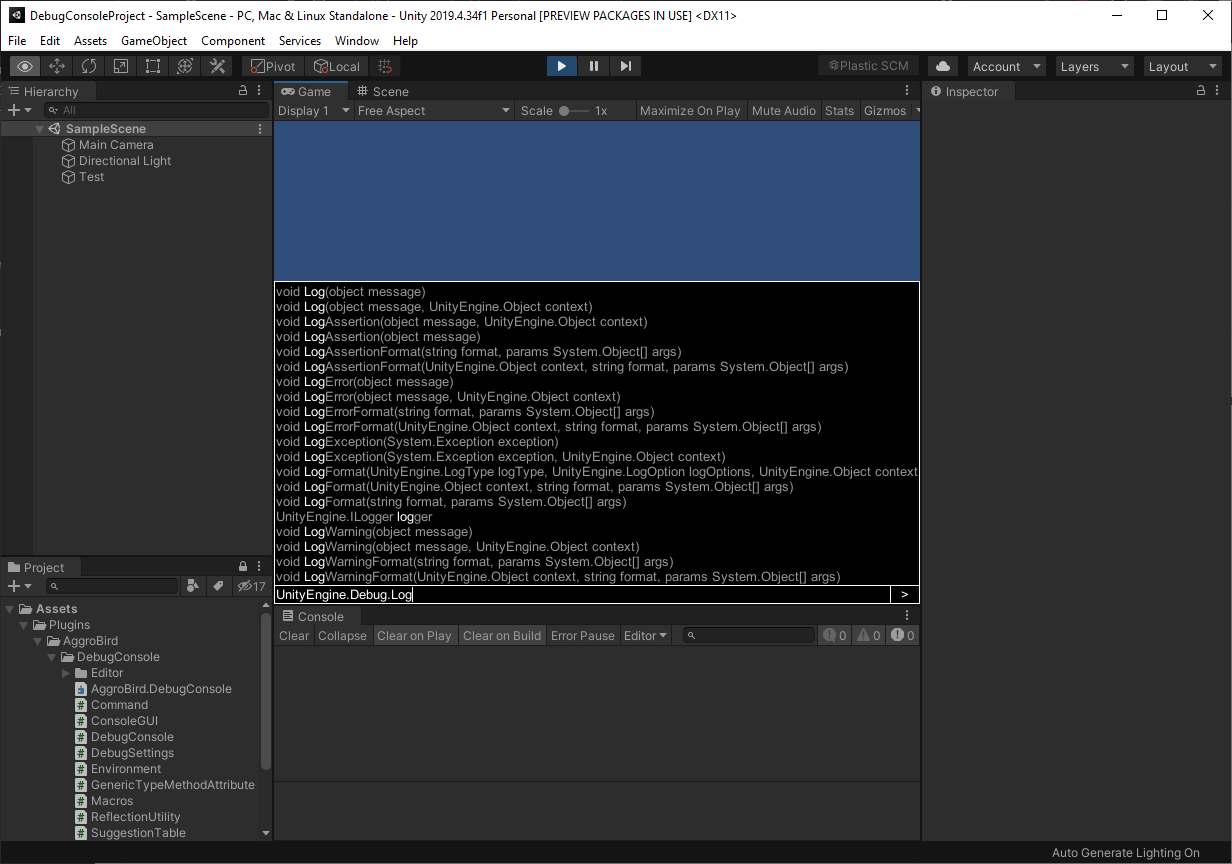 DebugConsoleProject - SampleScene - PC, Mac & Linux Standalone - Unity 2019.4.34f1 Personal [PREVIEW PACKAGES IN USE] <DX11>
File Edit Assets GameObject Component Services Window Help
Pivot Local Plastic SCM Account Layers Layout
Hierarchy
All
SampleScene
Main Camera
Directional Light
Test
Game Scene
Display 1 Free Aspect Scale 1x Maximize On Play Mute Audio Stats Gizmos
void Log(object message)
void Log(object message, UnityEngine.Object context)
void LogAssertion(object message, UnityEngine.Object context)
void LogAssertion(object message)
void LogAssertionFormat(string format, params System.Object[] args)
void LogAssertionFormat(UnityEngine.Object context, string format, params System.Object[] args)
void LogError(object message)
void LogError(object message, UnityEngine.Object context)
void LogErrorFormat(string format, params System.Object[] args)
void LogErrorFormat(UnityEngine.Object context, string format, params System.Object[] args)
void LogException(System.Exception exception)
void LogException(System.Exception exception, UnityEngine.Object context)
void LogFormat(UnityEngine.LogType logType, UnityEngine.LogOption logOptions, UnityEngine.Object context
void LogFormat(UnityEngine.Object context, string format, params System.Object[] args)
void LogFormat(string format, params System.Object[] args)
UnityEngine.ILogger logger
void LogWarning(object message)
void LogWarning(object message, UnityEngine.Object context)
void LogWarningFormat(string format, params System.Object[] args)
void LogWarningFormat(UnityEngine.Object context, string format, params System.Object[] args)
UnityEngine.Debug.Log >
Inspector
Project
17
Assets
Plugins
AggroBird
DebugConsole
Editor
AggroBird.DebugConsole
Command
ConsoleGUI
DebugConsole
DebugSettings
Environment
GenericTypeMethodAttribute
Macros
ReflectionUtility
SuggestionTable
Console
Clear Collapse Clear on Play Clear on Build Error Pause Editor 0 0 0
Auto Generate Lighting On